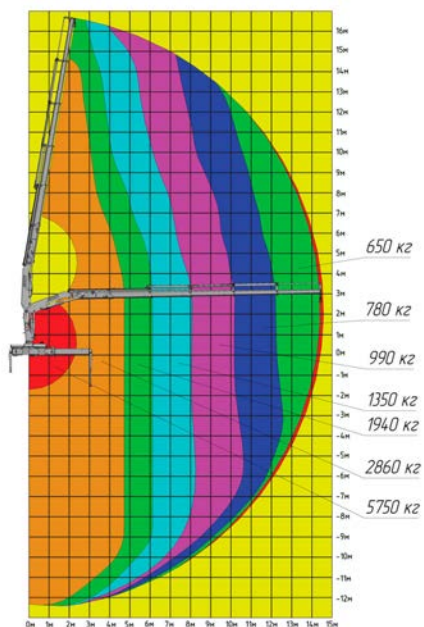 16м
15м
14м
13м
12м
11м
10м
9м
8м
7м
6м
5м
4м
3м
2м
1м
0м
-1м
-2м
-3м
-4м
-5м
-6м
-7м
-8м
-9м
-10м
-11м
-12м
650 кг
780 кг
990 кг
1350 кг
1940 кг
2860 кг
5750 кг
0м 1м 2м 3м 4м 5м 6м 7м 8м 9м 10м 11м 12м 13м 14м 15м